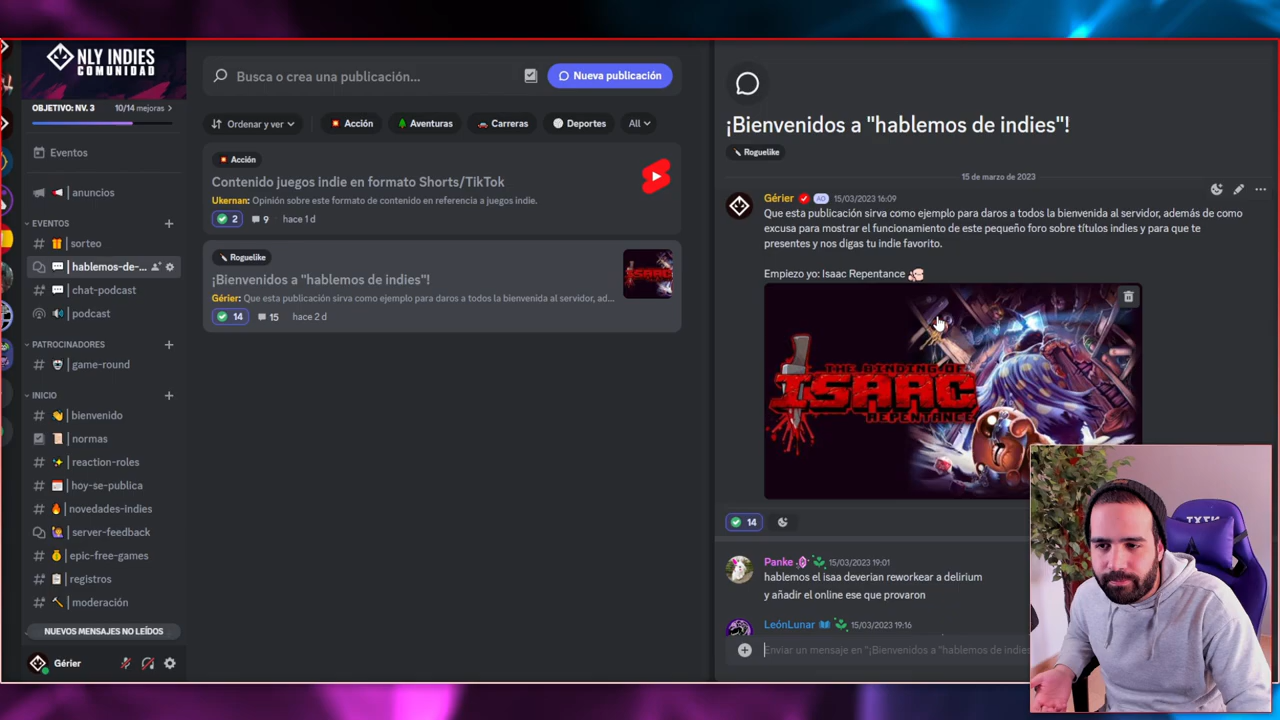 NLY INDIES
COMUNIDAD
OBJETIVO: NV. 3
10/14 mejoras
Eventos
anuncios
EVENTOS
sorteo
hablemos-de-...
chat-podcast
podcast
PATROCINADORES
game-round
INICIO
bienvenido
normas
reaction-roles
hoy-se-publica
novedades-indies
server-feedback
epic-free-games
registros
moderación
NUEVOS MENSAJES NO LEÍDOS
Gérier
Busca o crea una publicación...
Nueva publicación
Ordenar y ver
Acción
Aventuras
Carreras
Deportes
All
Acción
Contenido juegos indie en formato Shorts/TikTok
Ukernan: Opinión sobre este formato de contenido en referencia a juegos indie.
2 9 hace 1 d
Roguelike
¡Bienvenidos a "hablemos de indies"!
Gérier: Que esta publicación sirva como ejemplo para daros a todos la bienvenida al servidor, ad...
14 15 hace 2 d
ISAAC
¡Bienvenidos a "hablemos de indies"!
Roguelike
15 de marzo de 2023
Gérier AD 15/03/2023 16:09
Que esta publicación sirva como ejemplo para daros a todos la bienvenida al servidor, además de como
excusa para mostrar el funcionamiento de este pequeño foro sobre títulos indies y para que te
presentes y nos digas tu indie favorito.
Empiezo yo: Isaac Repentance
THE BINDING OF
ISAAC
REPENTANCE
14
Panke 15/03/2023 19:01
hablemos el isaa deverian reworkear a delirium
y añadir el online ese que provaron
LeónLunar 15/03/2023 19:16
Enviar un mensaje en "¡Bienvenidos a "hablemos de indies